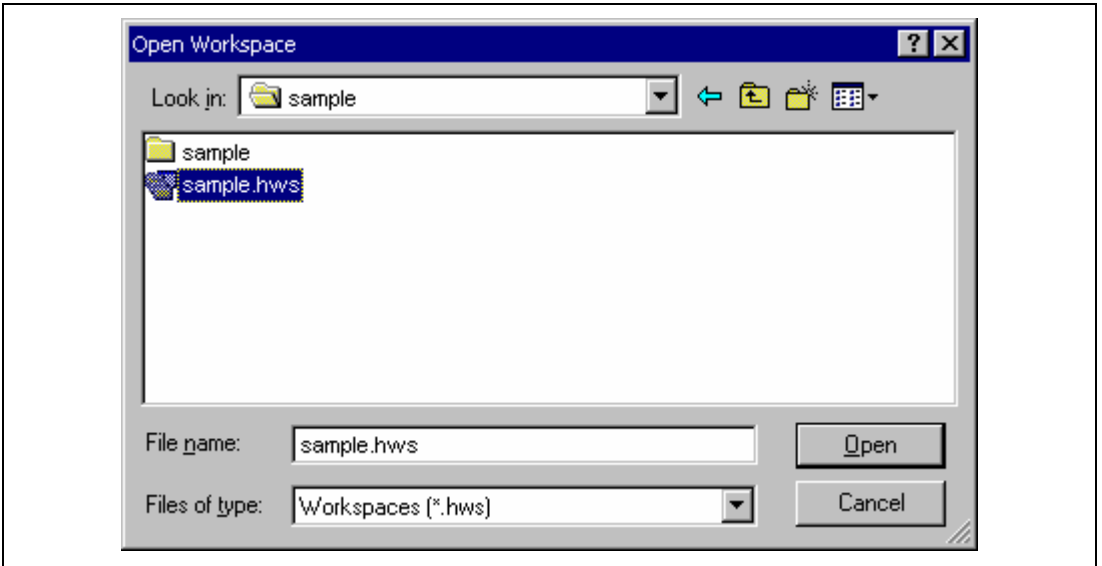 Open Workspace
Look in: sample
sample
sample.hws
File name: sample.hws
Open
Files of type: Workspaces (*.hws)
Cancel